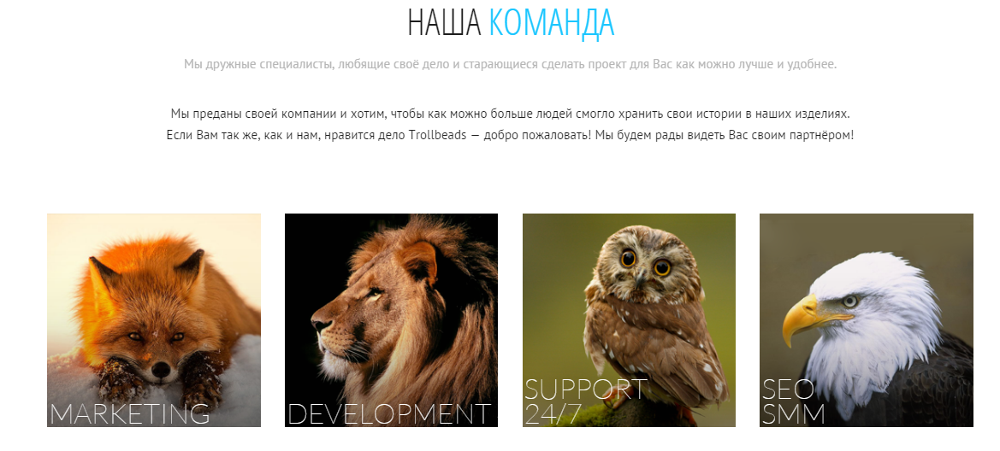 НАША КОМАНДА
Мы дружные специалисты, любящие своё дело и старающиеся сделать проект для Вас как можно лучше и удобнее.
Мы преданы своей компании и хотим, чтобы как можно больше людей смогло хранить свои истории в наших изделиях.
Если Вам так же, как и нам, нравится дело Trollbeads — добро пожаловать! Мы будем рады видеть Вас своим партнёром!
MARKETING
DEVELOPMENT
SUPPORT
24/7
SEO
SMM